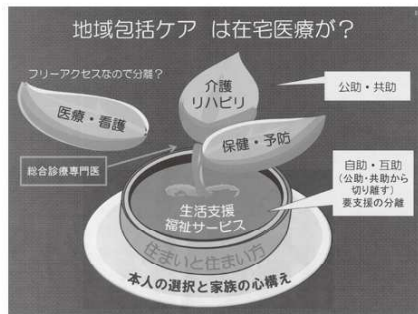 地域包括ケア は在宅医療が?
フリーアクセスなので分離?
医療・看護
介護
リハビリ
公助・共助
保健・予防
総合診療専門医
自助・互助
(公助・共助から
切り離す)
要支援の分離
生活支援
福祉サービス
住まいと住まい方
本人の選択と家族の心構え